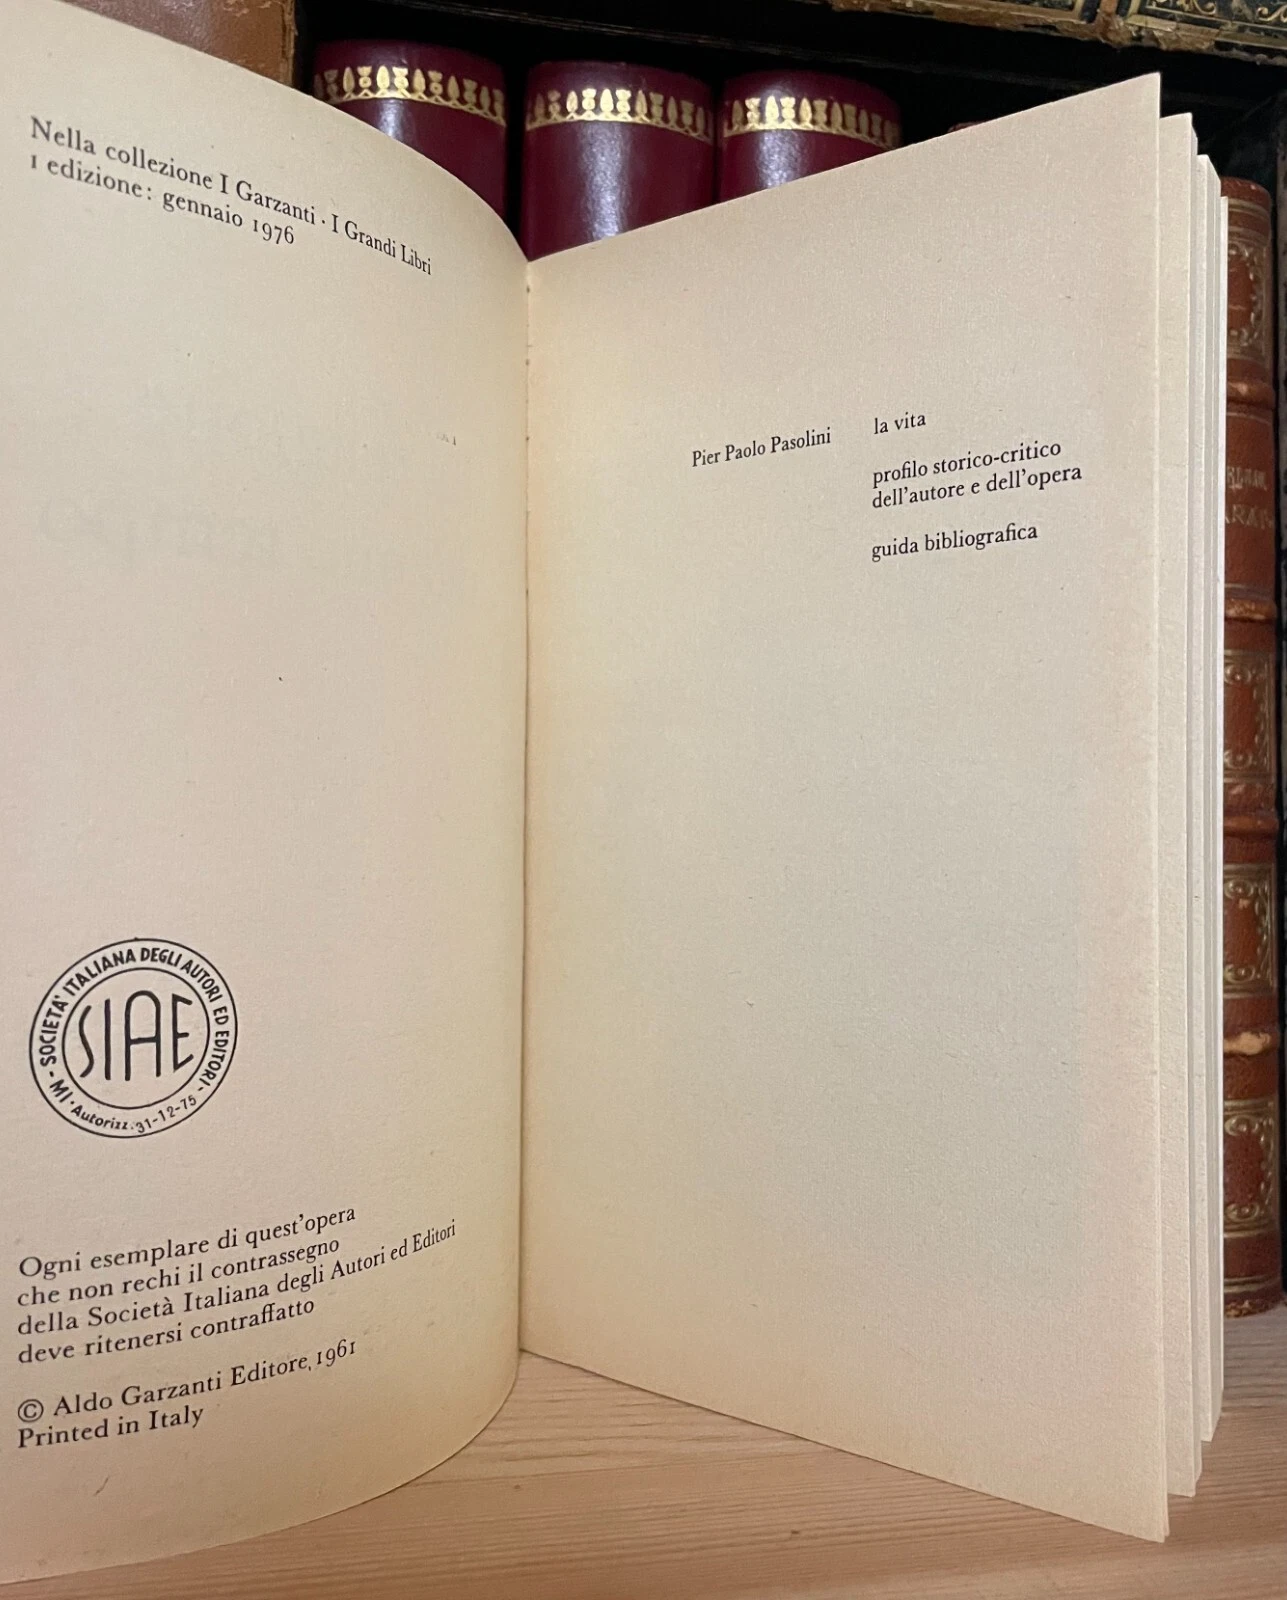 Nella collezione I Garzanti · I Grandi Libri
1 edizione: gennaio 1976
SOCIETA' ITALIANA DEGLI AUTORI ED EDITORI
SIAE
- MI · Autorizz. 31-12-75 -
Ogni esemplare di quest'opera
che non rechi il contrassegno
della Società Italiana degli Autori ed Editori
deve ritenersi contraffatto
© Aldo Garzanti Editore, 1961
Printed in Italy
Pier Paolo Pasolini
la vita
profilo storico-critico
dell'autore e dell'opera
guida bibliografica